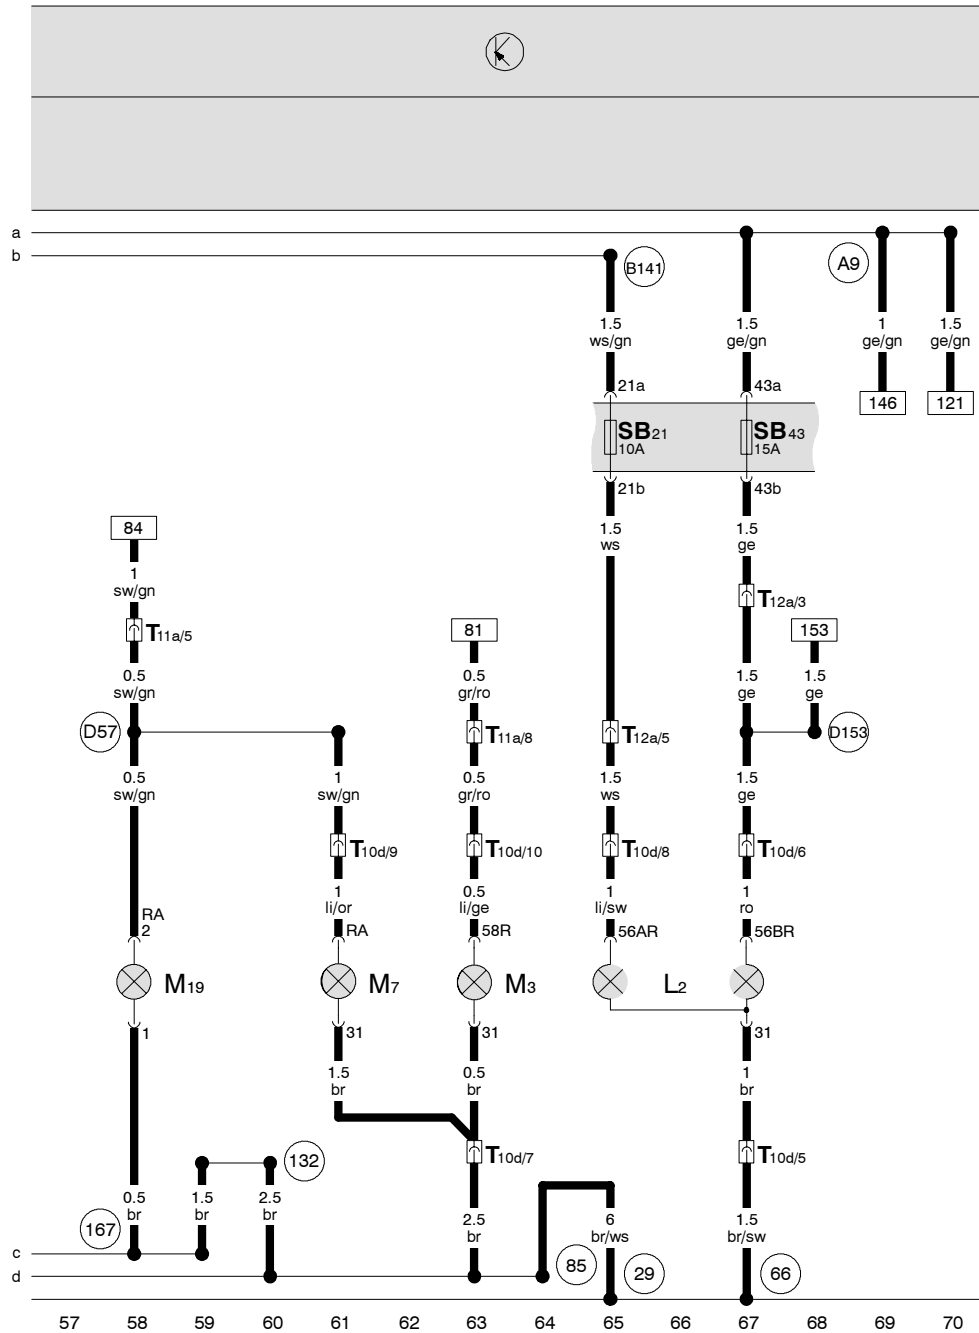 a
b
B141
A9
1.5 1.5 1 1.5
ws/gn ge/gn ge/gn ge/gn
21a 43a
146 121
SB21 SB43
10A 15A
21b 43b
84
1.5 1.5
ws ge
1
sw/gn
T12a/3
T11a/5
81 153
0.5 0.5 1.5 1.5
sw/gn gr/ro ge ge
D57 T11a/8 T12a/5 D153
0.5 1 0.5 1.5 1.5
sw/gn sw/gn gr/ro ws ge
T10d/9 T10d/10 T10d/8 T10d/6
1 0.5 1 1
li/or li/ge li/sw ro
RA
2 RA 58R 56AR 56BR
M19 M7 M3 L2
1 31 31 31
1.5 0.5 1
br br br
T10d/7 T10d/5
132
0.5 1.5 2.5 2.5 6 1.5
br br br br br/ws br/sw
167
c
d
85 29 66
57 58 59 60 61 62 63 64 65 66 67 68 69 70